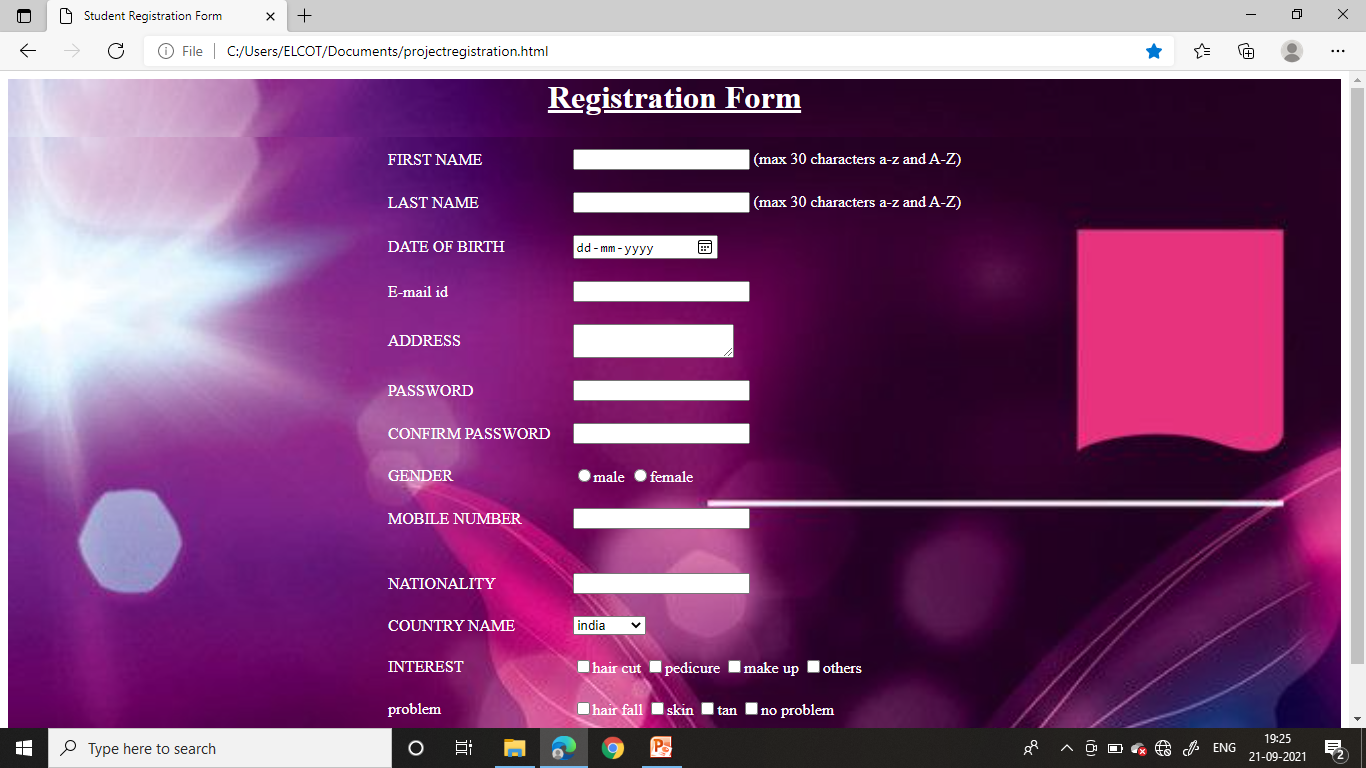 Student Registration Form
File
C:/Users/ELCOT/Documents/projectregistration.html
Registration Form
FIRST NAME (max 30 characters a-z and A-Z)
LAST NAME (max 30 characters a-z and A-Z)
DATE OF BIRTH dd-mm-yyyy
E-mail id
ADDRESS
PASSWORD
CONFIRM PASSWORD
GENDER male female
MOBILE NUMBER
NATIONALITY
COUNTRY NAME india
INTEREST hair cut pedicure make up others
problem hair fall skin tan no problem
Type here to search
ENG
19:25
21-09-2021
2